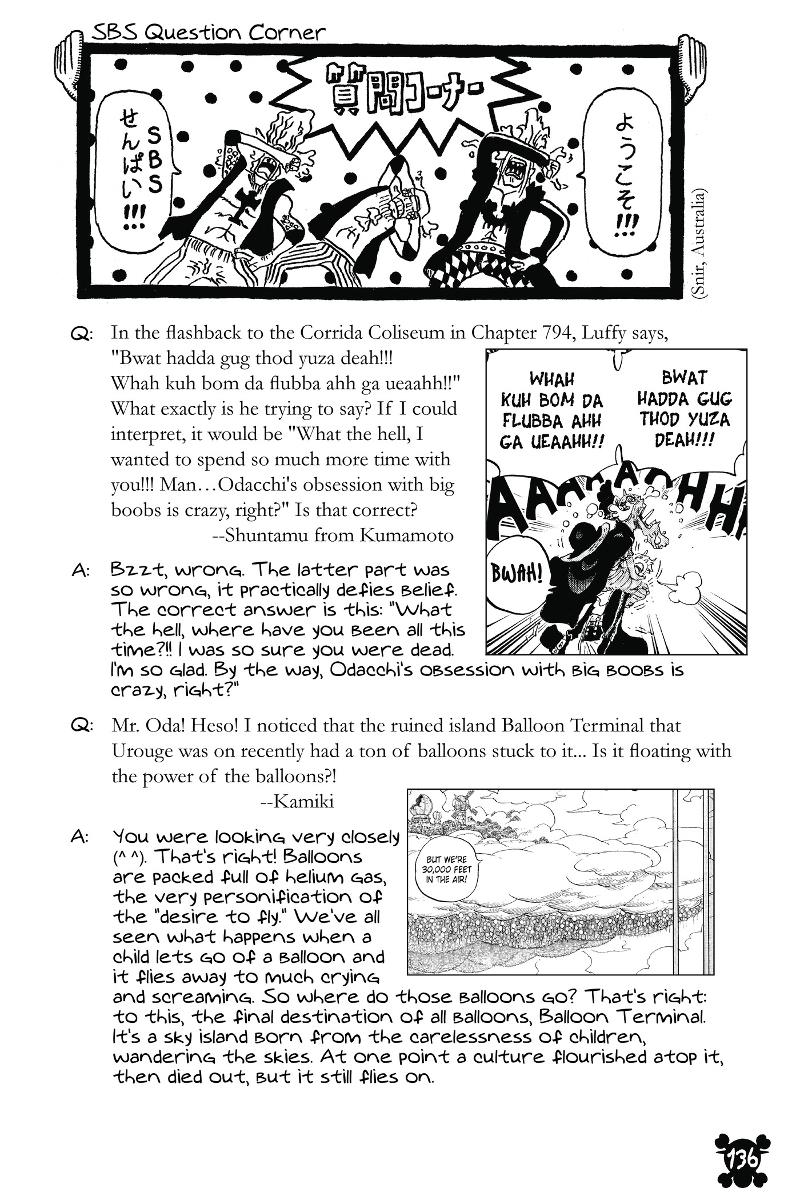 SBS Question Corner
質問コーナー
SBS
せんぱい!!!
ようこそ!!!
(Snir, Australia)
Q: In the flashback to the Corrida Coliseum in Chapter 794, Luffy says,
"Bwat hadda gug thod yuza deah!!!
Whah kuh bom da flubba ahh ga ueaahh!!"
What exactly is he trying to say? If I could
interpret, it would be "What the hell, I
wanted to spend so much more time with
you!!! Man…Odacchi's obsession with big
boobs is crazy, right?" Is that correct?
--Shuntamu from Kumamoto
BWAT
HADDA GUG
THOD YUZA
DEAH!!!
WHAH
KUH BOM DA
FLUBBA AHH
GA UEAAHH!!
AAAAAAHHH
BWAH!
A: Bzzt, wrong. The latter part was
so wrong, it practically defies belief.
The correct answer is this: "What
the hell, where have you been all this
time?!! I was so sure you were dead.
I'm so glad. By the way, Odacchi's obsession with big boobs is
crazy, right?"
Q: Mr. Oda! Heso! I noticed that the ruined island Balloon Terminal that
Urouge was on recently had a ton of balloons stuck to it... Is it floating with
the power of the balloons?!
--Kamiki
A: You were looking very closely
(^ ^). That's right! Balloons
are packed full of helium gas,
the very personification of
the "desire to fly." We've all
seen what happens when a
child lets go of a balloon and
it flies away to much crying
and screaming. So where do those balloons go? That's right:
to this, the final destination of all balloons, Balloon Terminal.
It's a sky island born from the carelessness of children,
wandering the skies. At one point a culture flourished atop it,
then died out, but it still flies on.
BUT WE'RE
30,000 FEET
IN THE AIR!
136